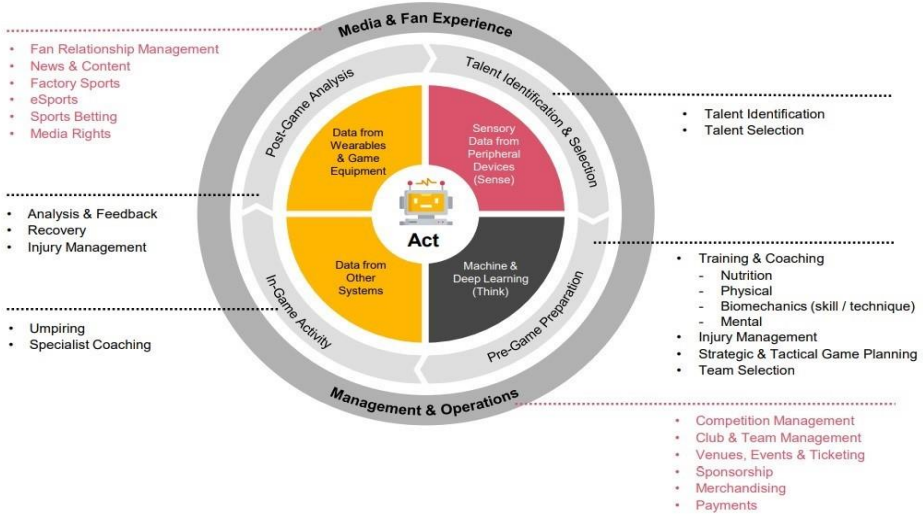 Media & Fan Experience
• Fan Relationship Management
• News & Content
• Factory Sports
• eSports
• Sports Betting
• Media Rights
Post-Game Analysis
Talent Identification & Selection
• Talent Identification
• Talent Selection
Data from
Wearables
& Game
Equipment
Sensory
Data from
Peripheral
Devices
(Sense)
Act
• Analysis & Feedback
• Recovery
• Injury Management
Data from
Other
Systems
Machine &
Deep Learning
(Think)
• Training & Coaching
- Nutrition
- Physical
- Biomechanics (skill / technique)
- Mental
• Injury Management
• Strategic & Tactical Game Planning
• Team Selection
In-Game Activity
Pre-Game Preparation
• Umpiring
• Specialist Coaching
Management & Operations
• Competition Management
• Club & Team Management
• Venues, Events & Ticketing
• Sponsorship
• Merchandising
• Payments